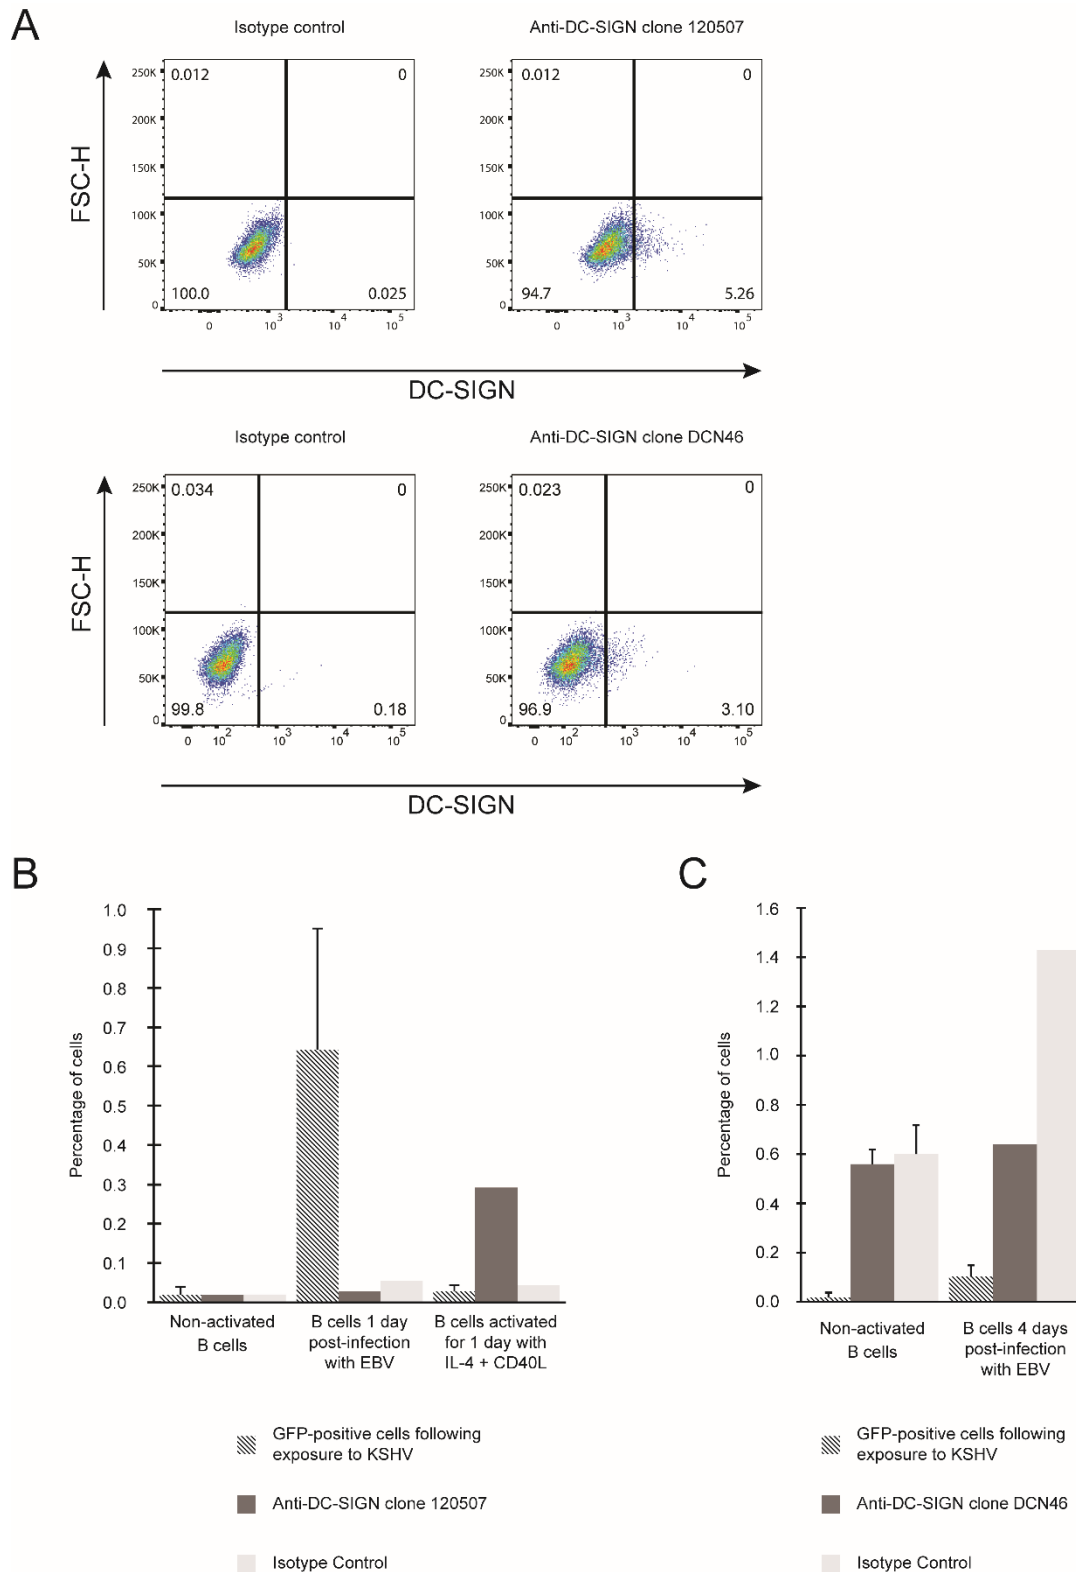 A
Isotype control
Anti-DC-SIGN clone 120507
FSC-H
250K
200K
150K
100K
50K
0
0.012
0
100.0
0.025
0 10^3 10^4 10^5
250K
200K
150K
100K
50K
0
0.012
0
94.7
5.26
0 10^3 10^4 10^5
DC-SIGN
Isotype control
Anti-DC-SIGN clone DCN46
FSC-H
250K
200K
150K
100K
50K
0
0.034
0
99.8
0.18
0 10^2 10^3 10^4 10^5
250K
200K
150K
100K
50K
0
0.023
0
96.9
3.10
0 10^2 10^3 10^4 10^5
DC-SIGN
B
Percentage of cells
1.0
0.9
0.8
0.7
0.6
0.5
0.4
0.3
0.2
0.1
0.0
Non-activated
B cells
B cells 1 day
post-infection
with EBV
B cells activated
for 1 day with
IL-4 + CD40L
GFP-positive cells following
exposure to KSHV
Anti-DC-SIGN clone 120507
Isotype Control
C
Percentage of cells
1.6
1.4
1.2
1.0
0.8
0.6
0.4
0.2
0.0
Non-activated
B cells
B cells 4 days
post-infection
with EBV
GFP-positive cells following
exposure to KSHV
Anti-DC-SIGN clone DCN46
Isotype Control